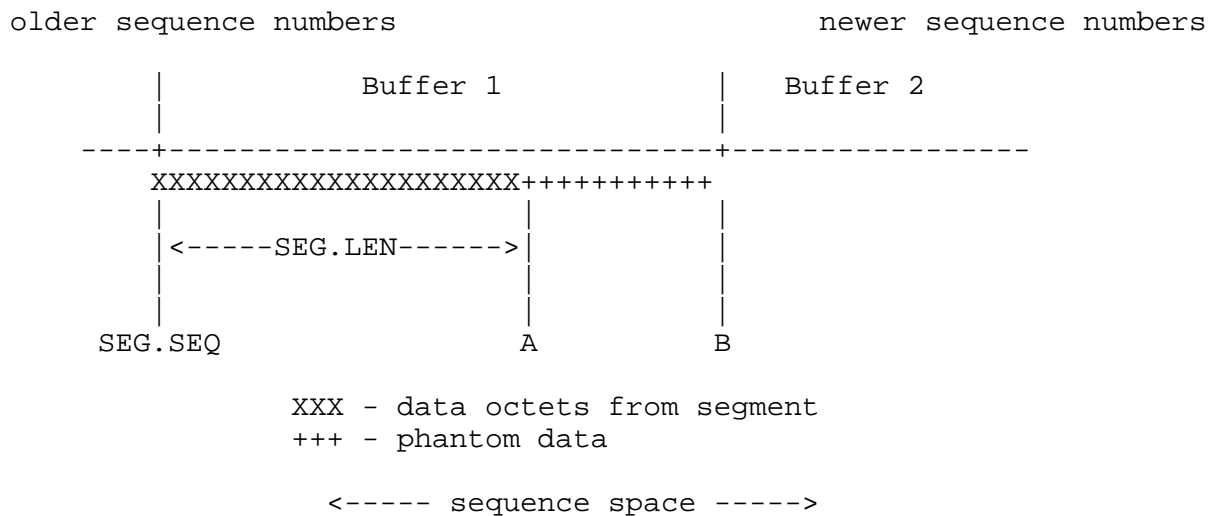 older sequence numbers                          newer sequence numbers
          |             Buffer 1              |   Buffer 2
          |                                   |
     ----+-------------------------------+-----------------
         XXXXXXXXXXXXXXXXXXXXX+++++++++++
          |                      |            |
          |<-----SEG.LEN------>|            |
          |                      |            |
          |                      |            |
      SEG.SEQ                    A            B
                  XXX - data octets from segment
                  +++ - phantom data
                    <----- sequence space ----->